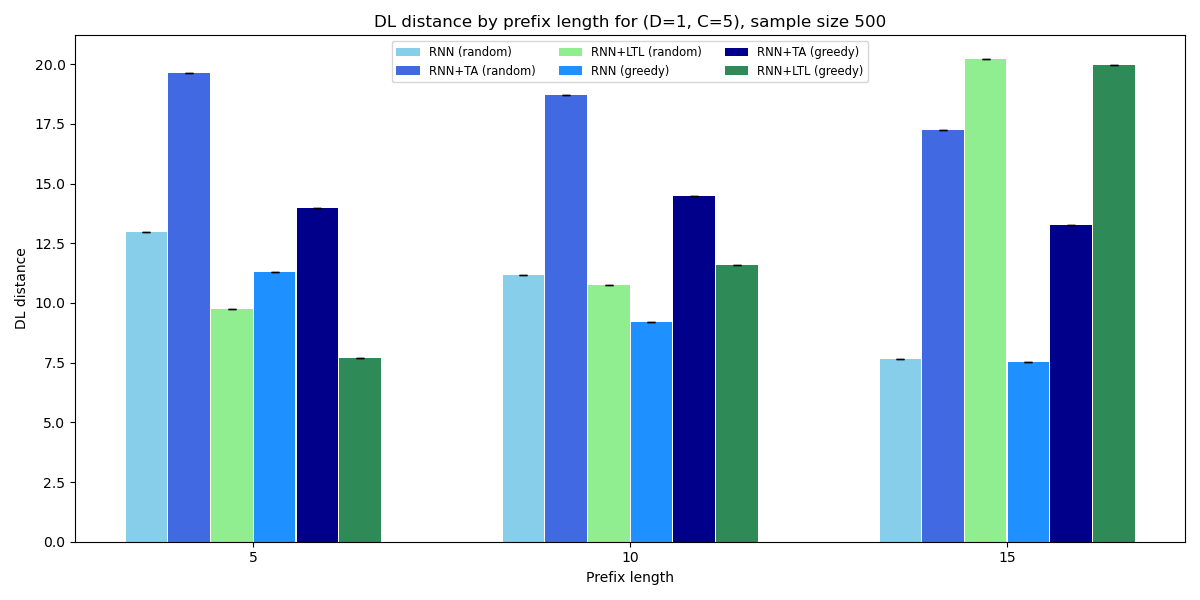 DL distance by prefix length for (D=1, C=5), sample size 500
RNN (random)
RNN+TA (random)
RNN+LTL (random)
RNN (greedy)
RNN+TA (greedy)
RNN+LTL (greedy)
DL distance
20.0
17.5
15.0
12.5
10.0
7.5
5.0
2.5
0.0
5 10 15
Prefix length